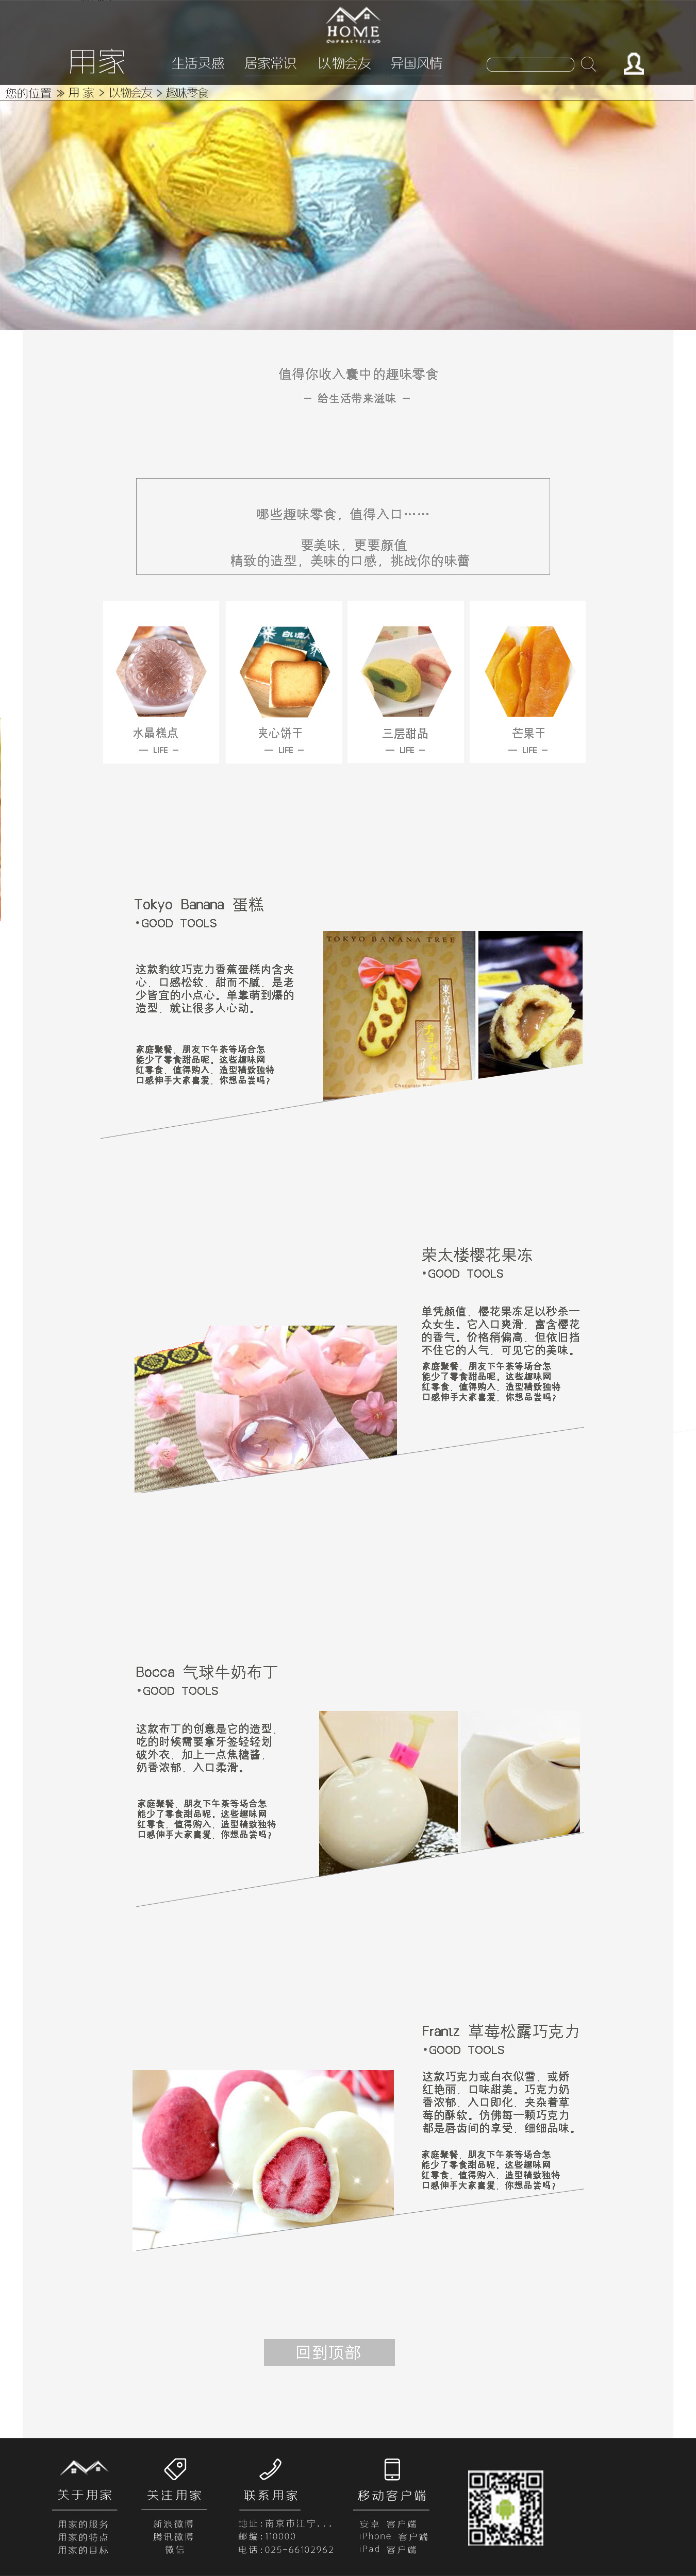 HOME
PRACTICE
用家
生活灵感 居家常识 以物会友 异国风情
您的位置 » 用 家 > 以物会友 > 趣味零食
值得你收入囊中的趣味零食
— 给生活带来滋味 —
哪些趣味零食，值得入口……
要美味，更要颜值
精致的造型，美味的口感，挑战你的味蕾
水晶糕点 夹心饼干 三层甜品 芒果干
— LIFE — — LIFE — — LIFE — — LIFE —
Tokyo Banana 蛋糕
•GOOD TOOLS
TOKYO BANANA TREE
这款豹纹巧克力香蕉蛋糕内含夹
心，口感松软，甜而不腻，是老
少皆宜的小点心。单靠萌到爆的
造型，就让很多人心动。
家庭聚餐、朋友下午茶等场合怎
能少了零食甜品呢。这些趣味网
红零食，值得购入，造型精致独特
口感伸手大家喜爱，你想品尝吗？
荣太楼樱花果冻
•GOOD TOOLS
单凭颜值，樱花果冻足以秒杀一
众女生。它入口爽滑，富含樱花
的香气。价格稍偏高，但依旧挡
不住它的人气，可见它的美味。
家庭聚餐、朋友下午茶等场合怎
能少了零食甜品呢。这些趣味网
红零食，值得购入，造型精致独特
口感伸手大家喜爱，你想品尝吗？
Bocca 气球牛奶布丁
•GOOD TOOLS
这款布丁的创意是它的造型，
吃的时候需要拿牙签轻轻划
破外衣，加上一点焦糖酱，
奶香浓郁，入口柔滑。
家庭聚餐、朋友下午茶等场合怎
能少了零食甜品呢。这些趣味网
红零食，值得购入，造型精致独特
口感伸手大家喜爱，你想品尝吗？
Frantz 草莓松露巧克力
•GOOD TOOLS
这款巧克力或白衣似雪，或娇
红艳丽，口味甜美。巧克力奶
香浓郁，入口即化，夹杂着草
莓的酥软。仿佛每一颗巧克力
都是唇齿间的享受，细细品味。
家庭聚餐、朋友下午茶等场合怎
能少了零食甜品呢。这些趣味网
红零食，值得购入，造型精致独特
口感伸手大家喜爱，你想品尝吗？
回到顶部
关于用家 关注用家 联系用家 移动客户端
用家的服务 新浪微博 地址:南京市江宁... 安卓 客户端
用家的特点 腾讯微博 邮编:110000 iPhone 客户端
用家的目标 微信 电话:025-66102962 iPad 客户端